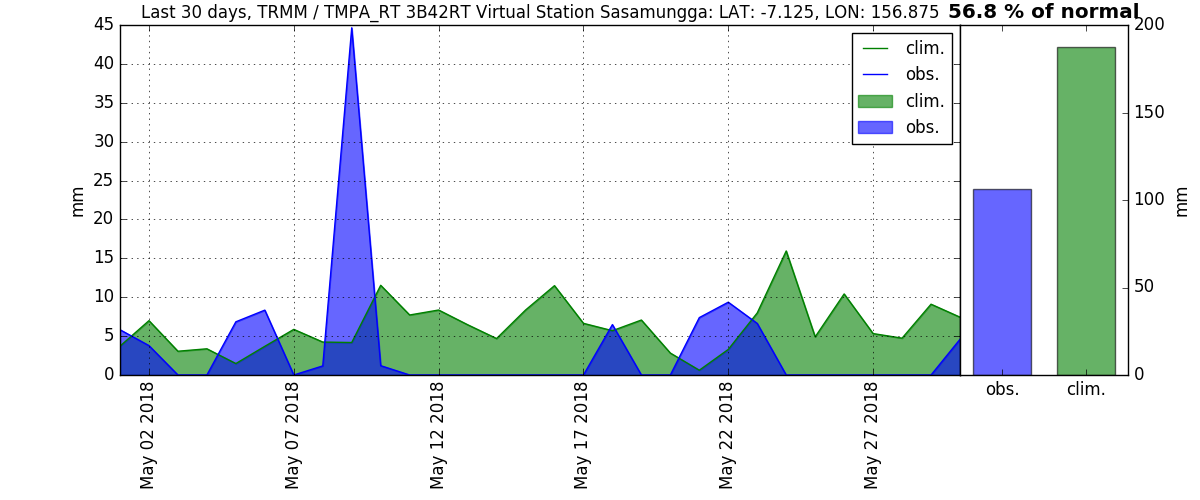 Last 30 days, TRMM / TMPA_RT 3B42RT Virtual Station Sasamungga: LAT: -7.125, LON: 156.875
56.8 % of normal
45
40
35
30
25
20
15
10
5
0
mm
clim.
obs.
clim.
obs.
May 02 2018
May 07 2018
May 12 2018
May 17 2018
May 22 2018
May 27 2018
200
150
100
50
0
mm
obs.
clim.